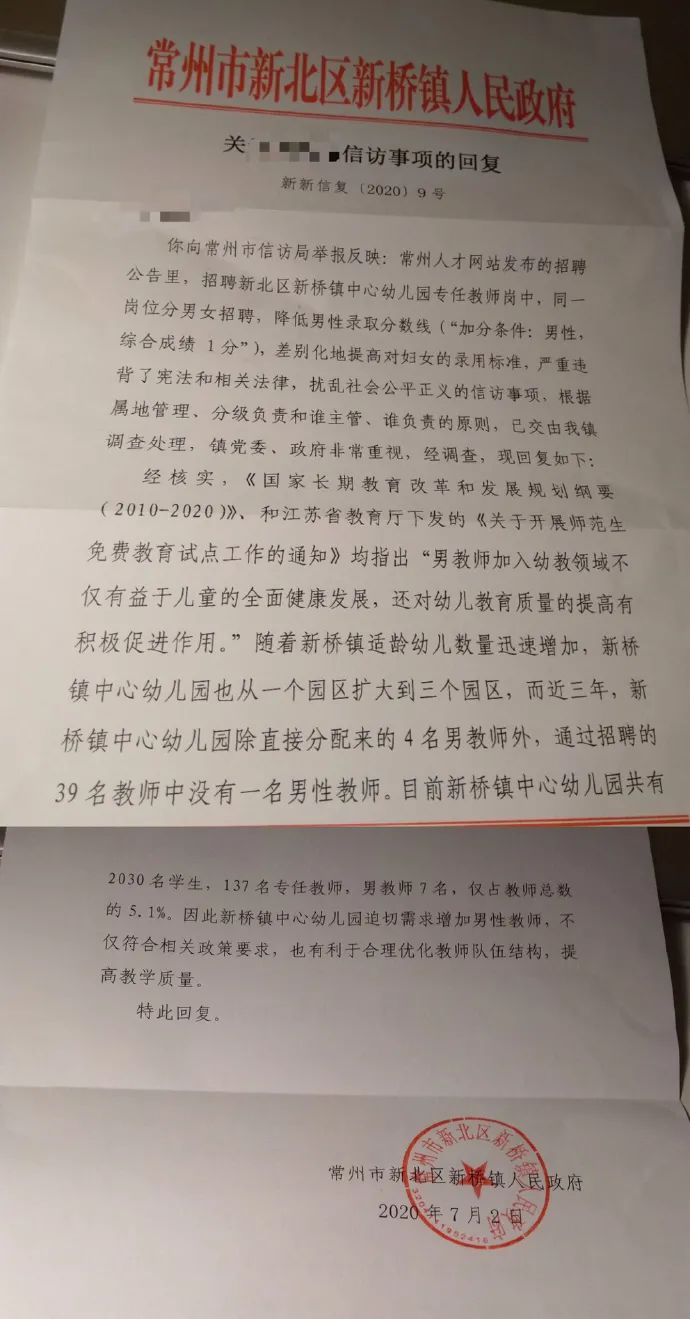 常州市新北区新桥镇人民政府
关 信访事项的回复
新新信复〔2020〕9号
你向常州市信访局举报反映：常州人才网站发布的招聘
公告里，招聘新北区新桥镇中心幼儿园专任教师岗中，同一
岗位分男女招聘，降低男性录取分数线（“加分条件：男性，
综合成绩 1分”），差别化地提高对妇女的录用标准，严重违
背了宪法和相关法律，扰乱社会公平正义的信访事项，根据
属地管理、分级负责和谁主管、谁负责的原则，已交由我镇
调查处理，镇党委、政府非常重视，经调查，现回复如下：
经核实，《国家长期教育改革和发展规划纲要
(2010-2020)》、和江苏省教育厅下发的《关于开展师范生
免费教育试点工作的通知》均指出“男教师加入幼教领域不
仅有益于儿童的全面健康发展，还对幼儿教育质量的提高有
积极促进作用。”随着新桥镇适龄幼儿数量迅速增加，新桥
镇中心幼儿园也从一个园区扩大到三个园区，而近三年，新
桥镇中心幼儿园除直接分配来的 4 名男教师外，通过招聘的
39 名教师中没有一名男性教师。目前新桥镇中心幼儿园共有
2030 名学生，137 名专任教师，男教师 7 名，仅占教师总数
的 5.1%。因此新桥镇中心幼儿园迫切需求增加男性教师，不
仅符合相关政策要求，也有利于合理优化教师队伍结构，提
高教学质量。
特此回复。
常州市新北区新桥镇人民政府
2020 年 7 月 2 日
常州市新北区新桥镇人民政府